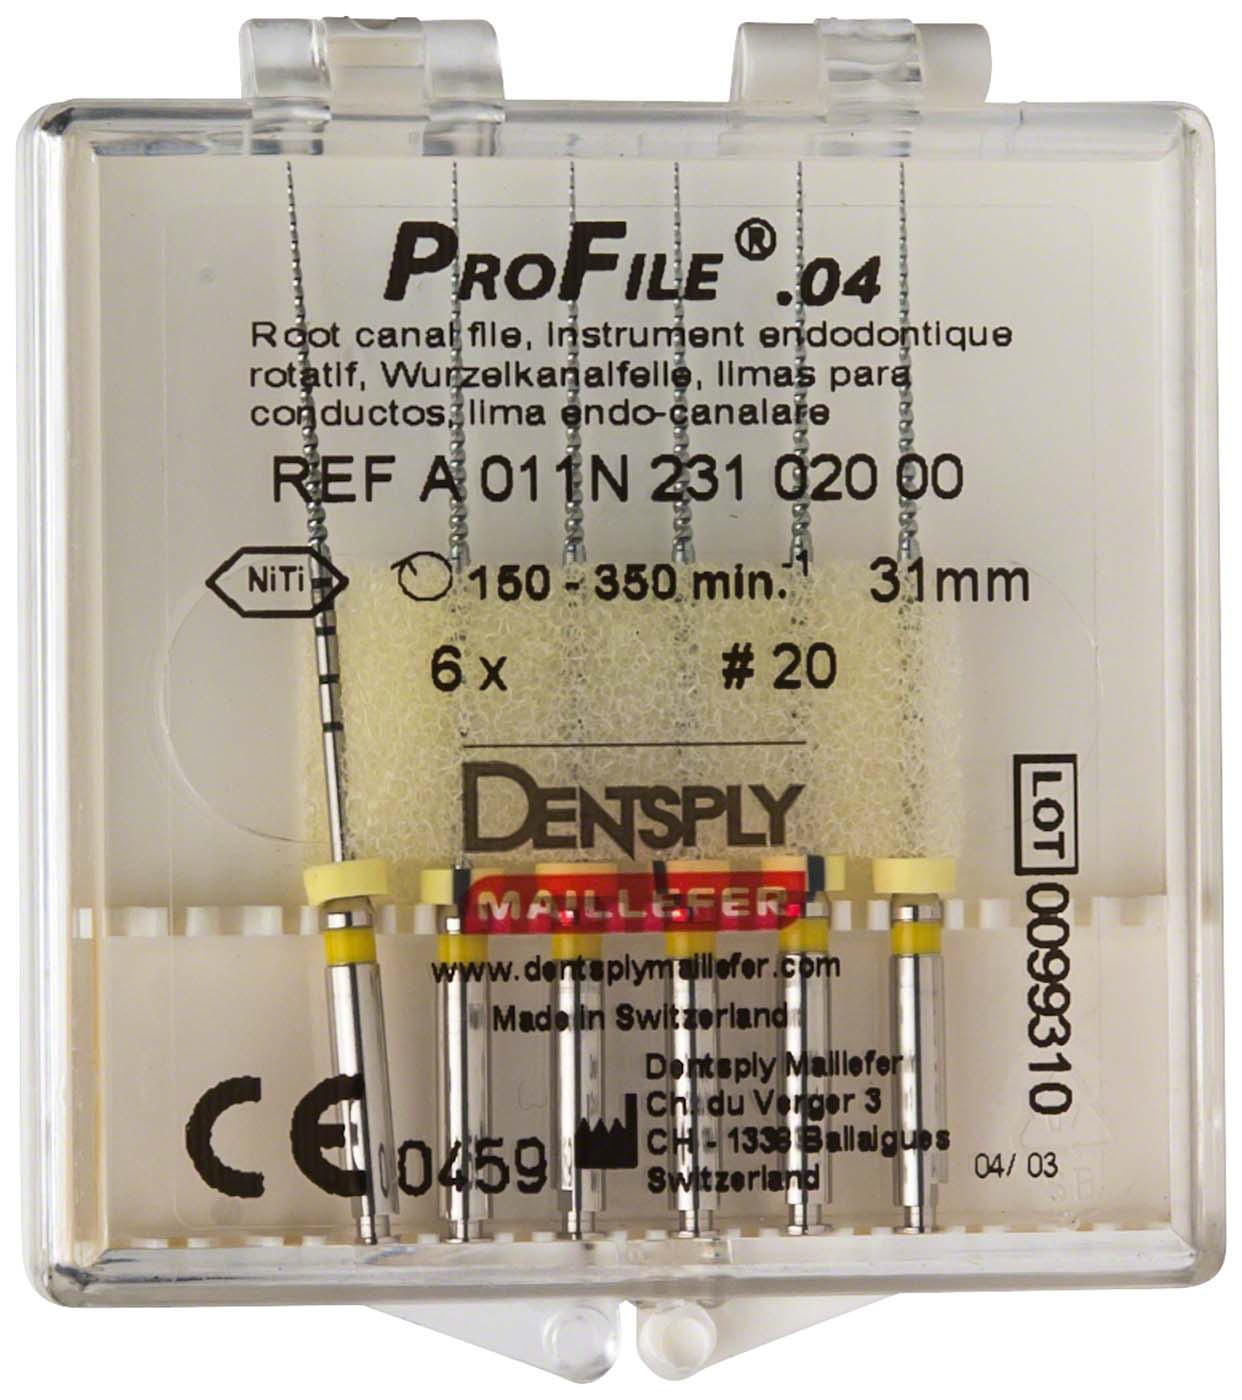 PROFILE® .04
Root canal file, instrument endodontique
rotatif, Wurzelkanalfeile, limas para
conductos, lima endo-canalare
REF A 011N 231 020 00
NiTi 150 - 350 min.-1 31mm
6 x # 20
DENTSPLY
MAILLEFER
www.dentsplymaillefer.com
Made in Switzerland
Dentsply Maillefer
Ch. du Verger 3
CH - 1338 Ballaigues
Switzerland
CE 0459
04/ 03
LOT 0099310